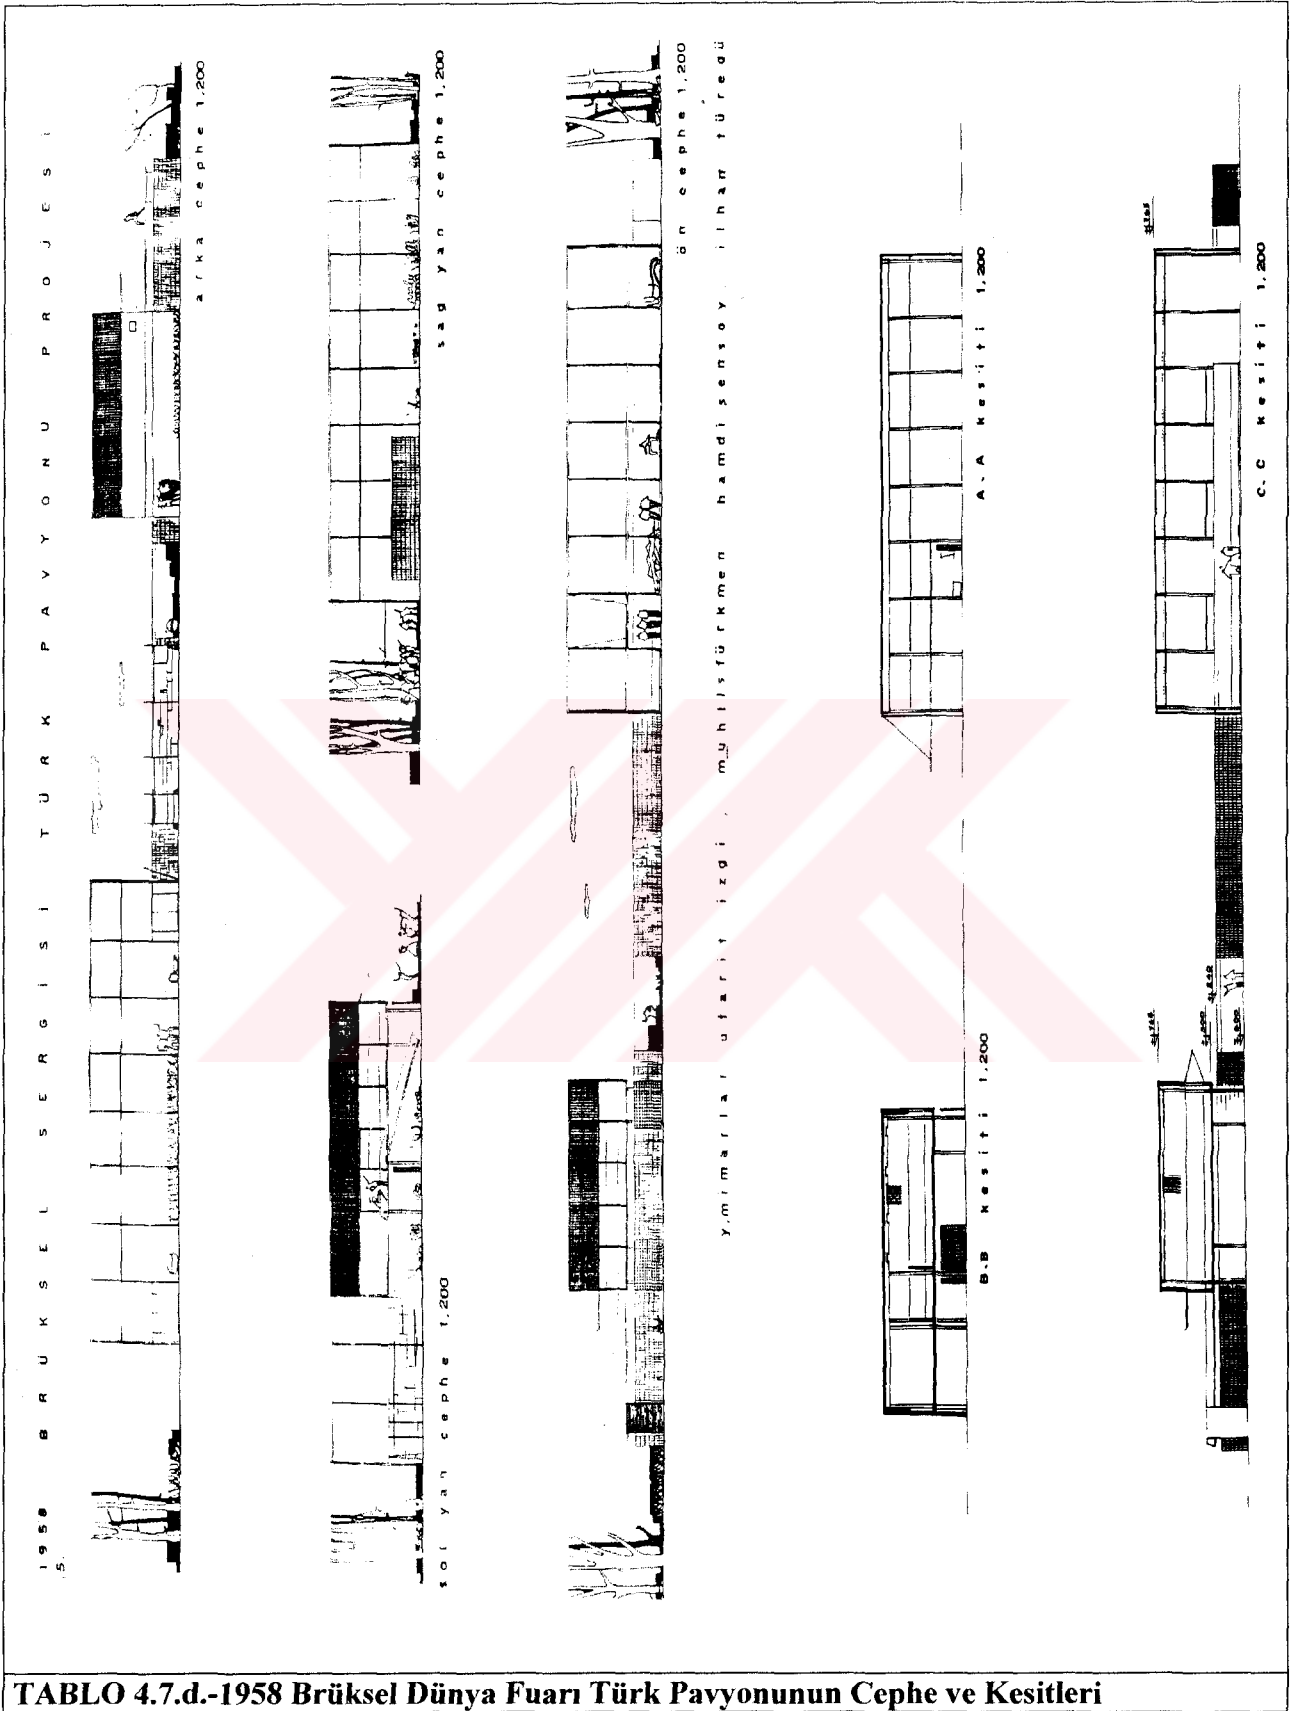 1958 BRÜKSEL SERGİSİ TÜRK PAVYONU PROJESİ
5.
arka cephe 1,200
sol yan cephe 1,200
sağ yan cephe 1,200
ön cephe 1,200
y.mimarlar utarit izgi . muhlis türkmen hamdi şensoy . ilhan türegü
B.B kesiti 1,200
A.A kesiti 1,200
C.C kesiti 1,200
TABLO 4.7.d.-1958 Brüksel Dünya Fuarı Türk Pavyonunun Cephe ve Kesitleri